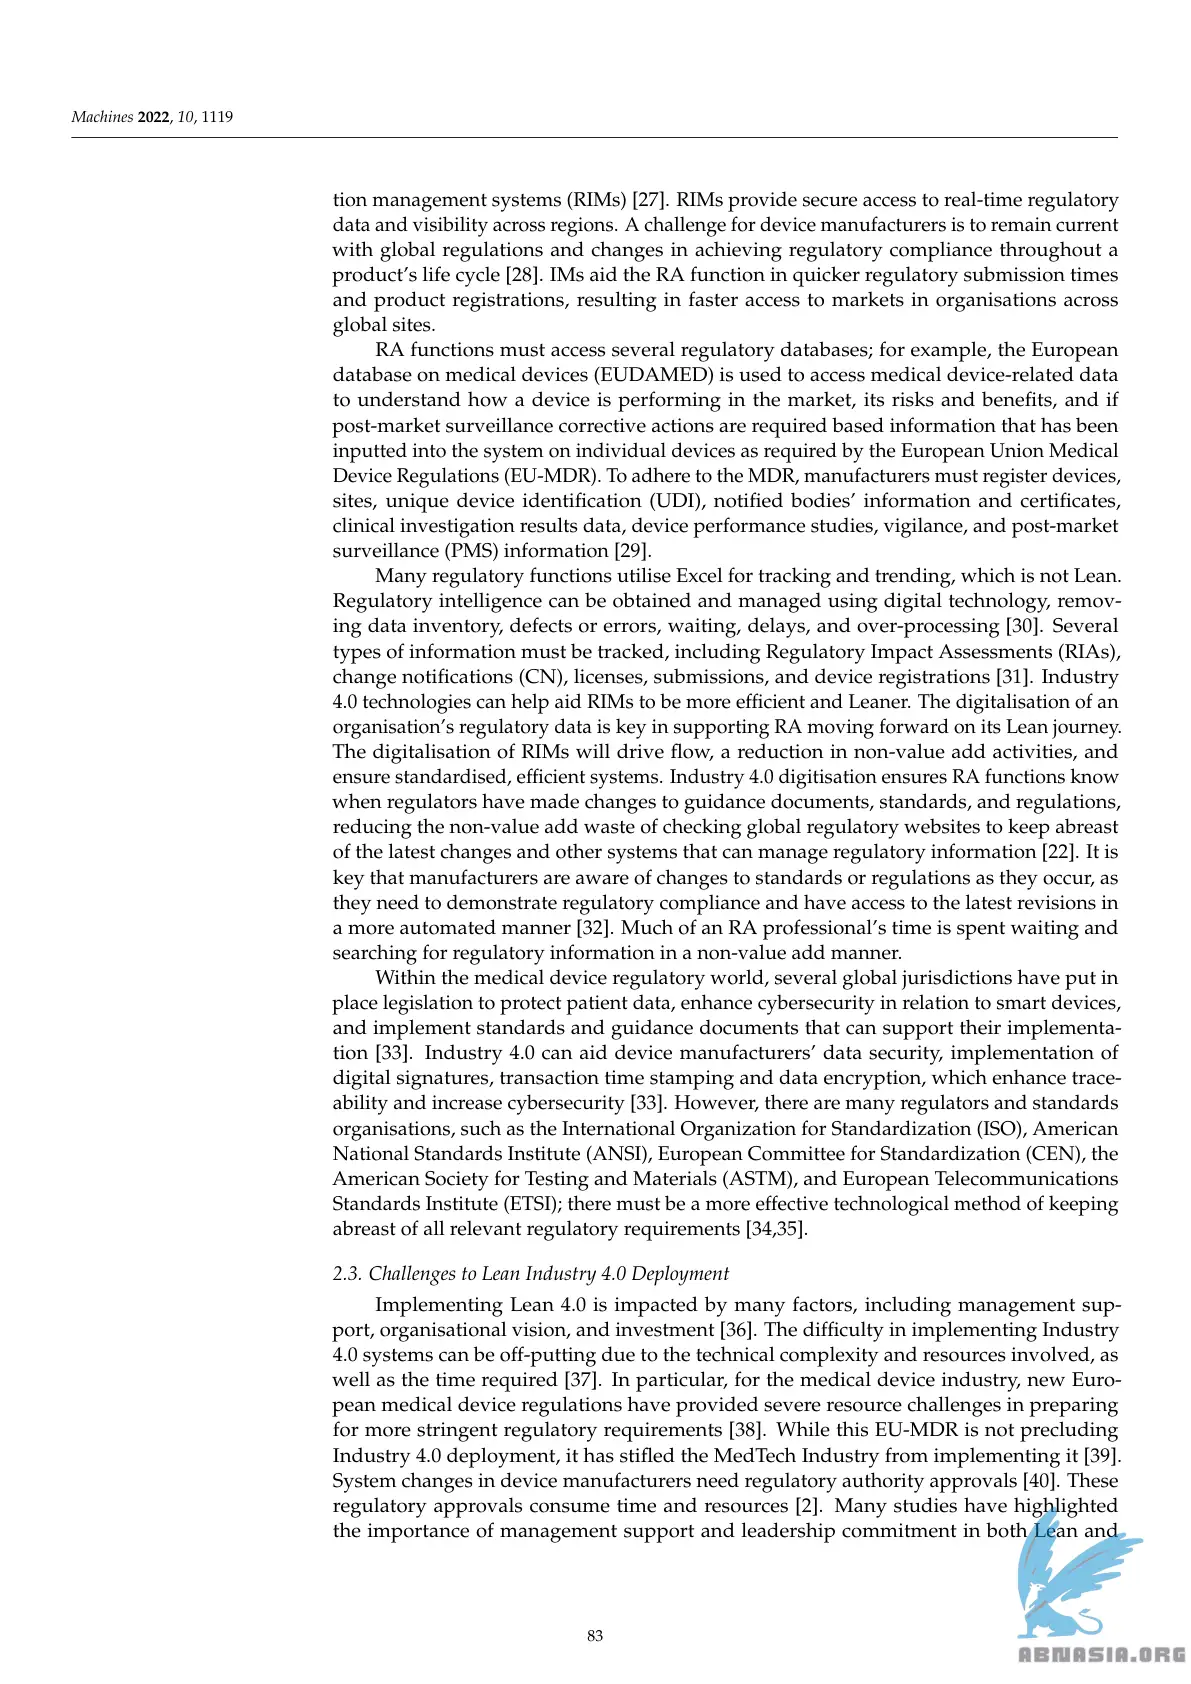 Machines 2022, 10, 1119
tion management systems (RIMs) [27]. RIMs provide secure access to real-time regulatory
data and visibility across regions. A challenge for device manufacturers is to remain current
with global regulations and changes in achieving regulatory compliance throughout a
product's life cycle [28]. IMs aid the RA function in quicker regulatory submission times
and product registrations, resulting in faster access to markets in organisations across
global sites.
RA functions must access several regulatory databases; for example, the European
database on medical devices (EUDAMED) is used to access medical device-related data
to understand how a device is performing in the market, its risks and benefits, and if
post-market surveillance corrective actions are required based information that has been
inputted into the system on individual devices as required by the European Union Medical
Device Regulations (EU-MDR). To adhere to the MDR, manufacturers must register devices,
sites, unique device identification (UDI), notified bodies' information and certificates,
clinical investigation results data, device performance studies, vigilance, and post-market
surveillance (PMS) information [29].
Many regulatory functions utilise Excel for tracking and trending, which is not Lean.
Regulatory intelligence can be obtained and managed using digital technology, remov-
ing data inventory, defects or errors, waiting, delays, and over-processing [30]. Several
types of information must be tracked, including Regulatory Impact Assessments (RIAs),
change notifications (CN), licenses, submissions, and device registrations [31]. Industry
4.0 technologies can help aid RIMs to be more efficient and Leaner. The digitalisation of an
organisation's regulatory data is key in supporting RA moving forward on its Lean journey.
The digitalisation of RIMs will drive flow, a reduction in non-value add activities, and
ensure standardised, efficient systems. Industry 4.0 digitisation ensures RA functions know
when regulators have made changes to guidance documents, standards, and regulations,
reducing the non-value add waste of checking global regulatory websites to keep abreast
of the latest changes and other systems that can manage regulatory information [22]. It is
key that manufacturers are aware of changes to standards or regulations as they occur, as
they need to demonstrate regulatory compliance and have access to the latest revisions in
a more automated manner [32]. Much of an RA professional's time is spent waiting and
searching for regulatory information in a non-value add manner.
Within the medical device regulatory world, several global jurisdictions have put in
place legislation to protect patient data, enhance cybersecurity in relation to smart devices,
and implement standards and guidance documents that can support their implementa-
tion [33]. Industry 4.0 can aid device manufacturers' data security, implementation of
digital signatures, transaction time stamping and data encryption, which enhance trace-
ability and increase cybersecurity [33]. However, there are many regulators and standards
organisations, such as the International Organization for Standardization (ISO), American
National Standards Institute (ANSI), European Committee for Standardization (CEN), the
American Society for Testing and Materials (ASTM), and European Telecommunications
Standards Institute (ETSI); there must be a more effective technological method of keeping
abreast of all relevant regulatory requirements [34,35].
2.3. Challenges to Lean Industry 4.0 Deployment
Implementing Lean 4.0 is impacted by many factors, including management sup-
port, organisational vision, and investment [36]. The difficulty in implementing Industry
4.0 systems can be off-putting due to the technical complexity and resources involved, as
well as the time required [37]. In particular, for the medical device industry, new Euro-
pean medical device regulations have provided severe resource challenges in preparing
for more stringent regulatory requirements [38]. While this EU-MDR is not precluding
Industry 4.0 deployment, it has stifled the MedTech Industry from implementing it [39].
System changes in device manufacturers need regulatory authority approvals [40]. These
regulatory approvals consume time and resources [2]. Many studies have highlighted
the importance of management support and leadership commitment in both Lean and
83
ABNASIA.ORG